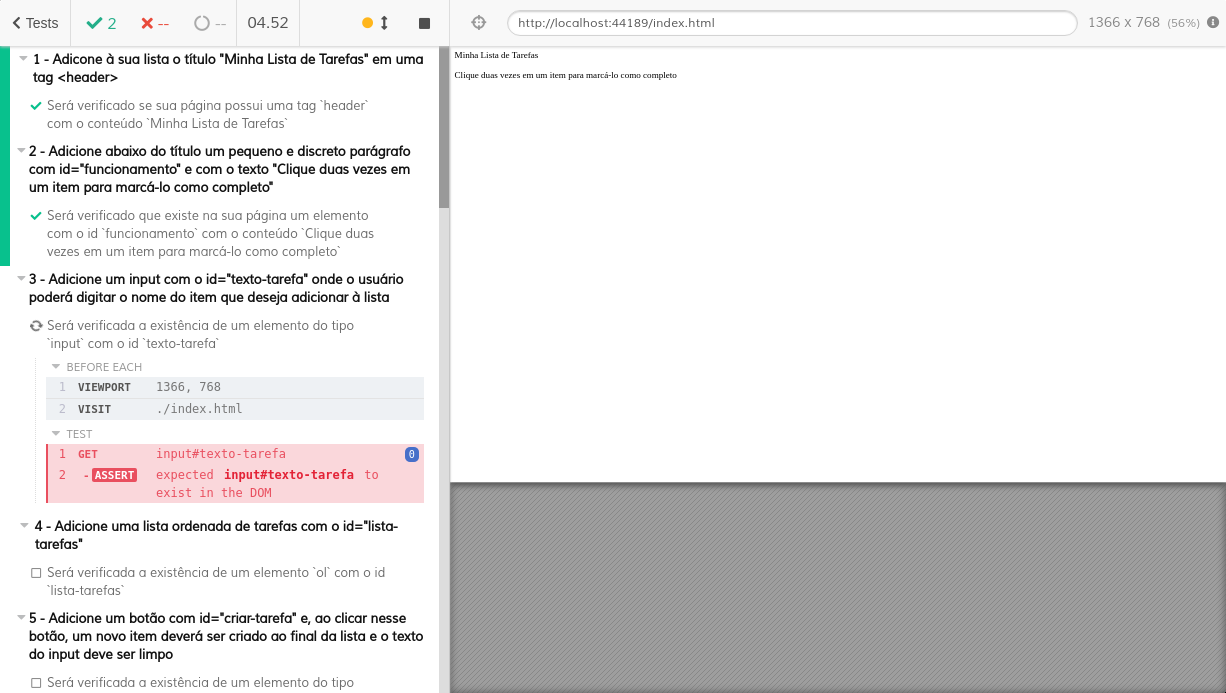 Tests
2
--
--
04.52
http://localhost:44189/index.html
1366 x 768 (56%)
1 - Adicone à sua lista o título "Minha Lista de Tarefas" em uma
tag <header>
Será verificado se sua página possui uma tag `header`
com o conteúdo `Minha Lista de Tarefas`
2 - Adicione abaixo do título um pequeno e discreto parágrafo
com id="funcionamento" e com o texto "Clique duas vezes em
um item para marcá-lo como completo"
Será verificado que existe na sua página um elemento
com o id `funcionamento` com o conteúdo `Clique duas
vezes em um item para marcá-lo como completo`
3 - Adicione um input com o id="texto-tarefa" onde o usuário
poderá digitar o nome do item que deseja adicionar à lista
Será verificada a existência de um elemento do tipo
`input` com o id `texto-tarefa`
BEFORE EACH
1 VIEWPORT 1366, 768
2 VISIT ./index.html
TEST
1 GET input#texto-tarefa 0
2 -ASSERT expected input#texto-tarefa to
exist in the DOM
4 - Adicione uma lista ordenada de tarefas com o id="lista-
tarefas"
Será verificada a existência de um elemento `ol` com o id
`lista-tarefas`
5 - Adicione um botão com id="criar-tarefa" e, ao clicar nesse
botão, um novo item deverá ser criado ao final da lista e o texto
do input deve ser limpo
Será verificada a existência de um elemento do tipo
Minha Lista de Tarefas
Clique duas vezes em um item para marcá-lo como completo